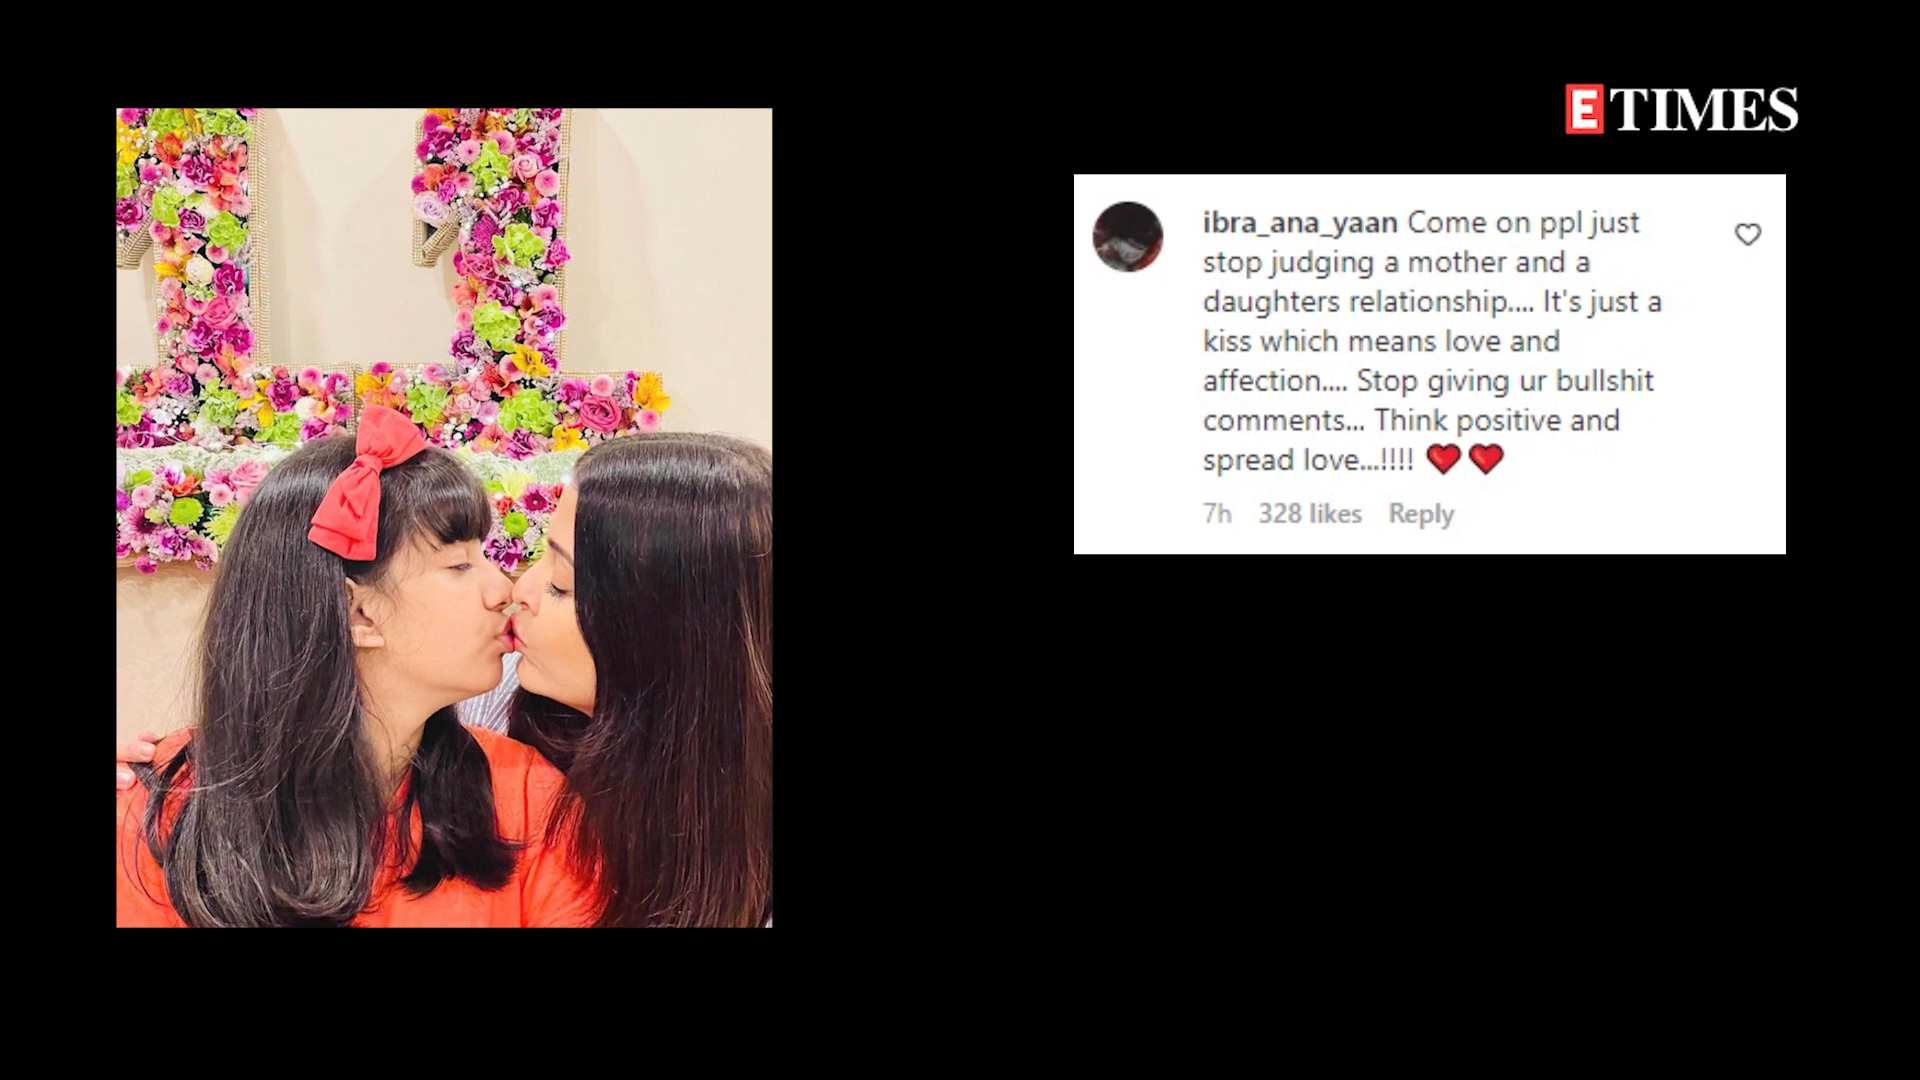 ETIMES
ibra_ana_yaan Come on ppl just
stop judging a mother and a
daughters relationship.... It's just a
kiss which means love and
affection.... Stop giving ur bullshit
comments... Think positive and
spread love...!!!! ❤️❤️
7h 328 likes Reply